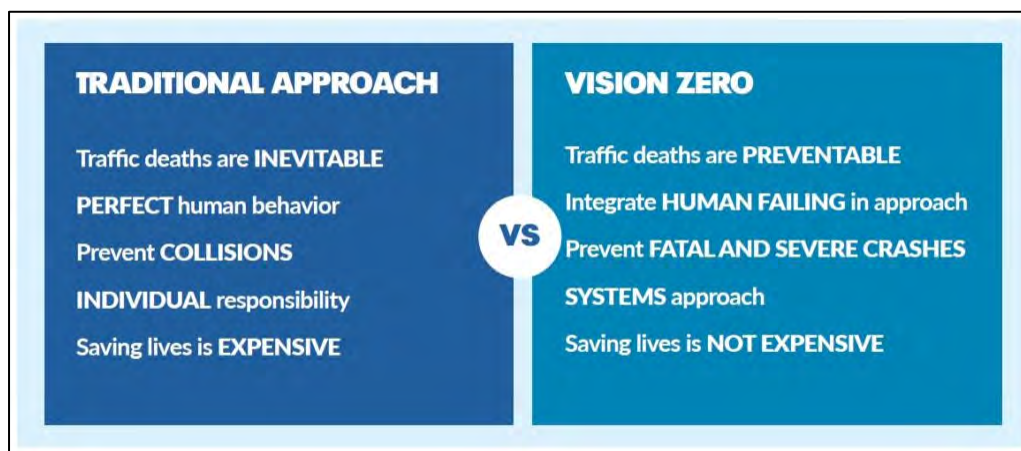 TRADITIONAL APPROACH
Traffic deaths are INEVITABLE
PERFECT human behavior
Prevent COLLISIONS
INDIVIDUAL responsibility
Saving lives is EXPENSIVE
VS
VISION ZERO
Traffic deaths are PREVENTABLE
Integrate HUMAN FAILING in approach
Prevent FATAL AND SEVERE CRASHES
SYSTEMS approach
Saving lives is NOT EXPENSIVE